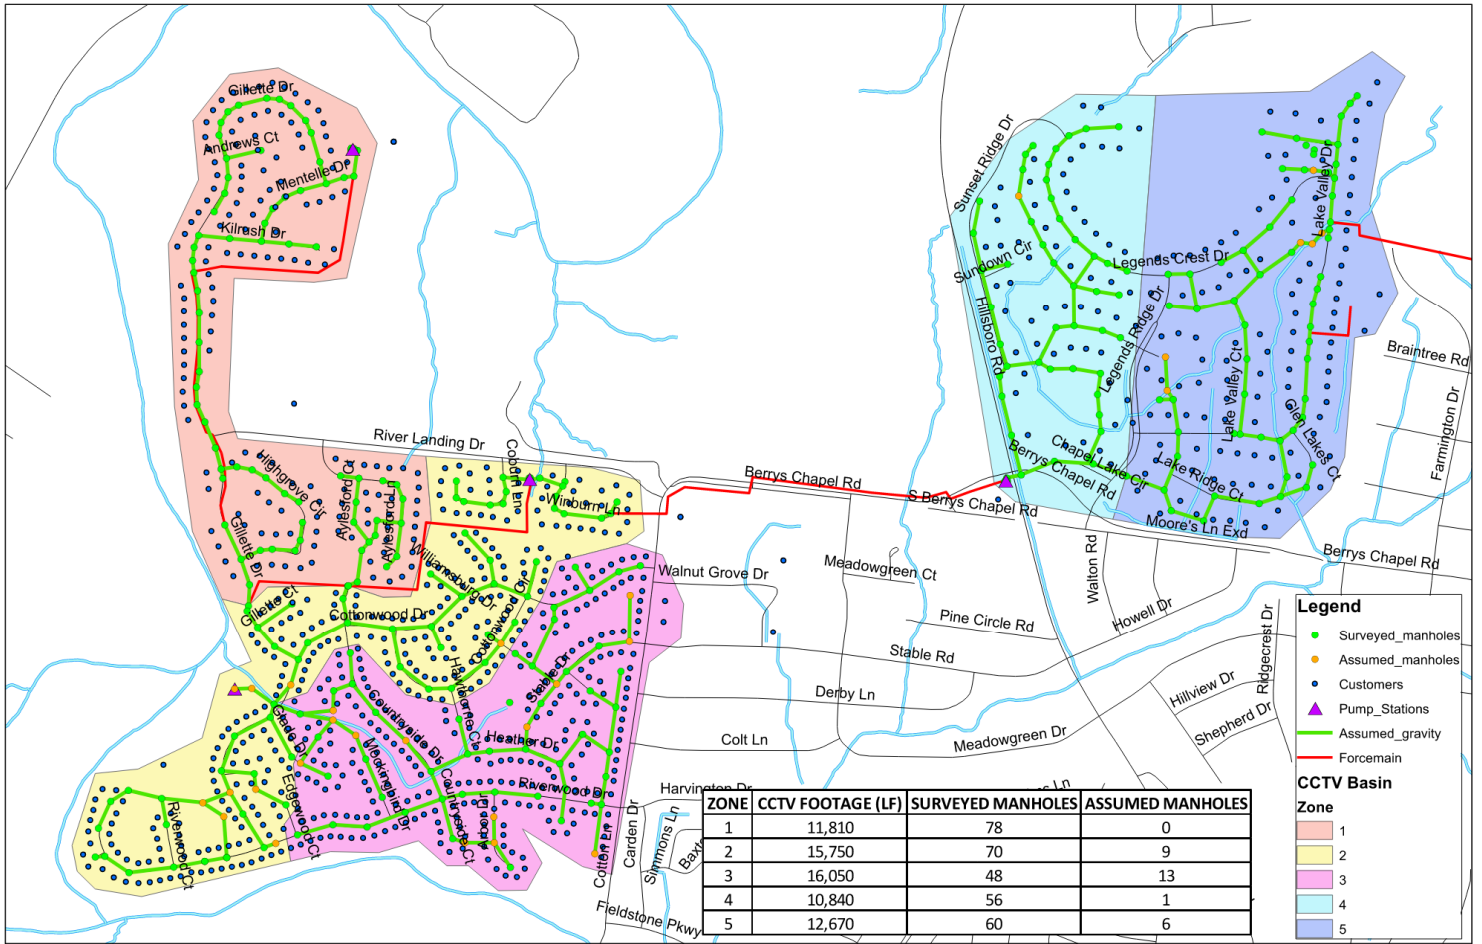 Gillette Dr
Andrews Ct
Mentelle Dr
Kilrush Dr
Sunset Ridge Dr
Lake Valley Dr
Sundown Cir
Legends Crest Dr
Hillsboro Rd
Legends Ridge Dr
Braintree Rd
Lake Valley Ct
Glen Lakes Ct
Farmington Dr
River Landing Dr
Coburn Ln
Highgrove Cir
Aylesford Ct
Aylesford Ln
Winburn Ln
Berrys Chapel Rd
S Berrys Chapel Rd
Berrys Chapel Rd
Chapel Lake Cir
Lake Ridge Ct
Moore's Ln Exd
Berrys Chapel Rd
Gillette Dr
Williamsburg Dr
Walnut Grove Dr
Meadowgreen Ct
Walton Rd
Howell Dr
Gillette Ct
Cottonwood Dr
Cottonwood Cir
Pine Circle Rd
Stable Rd
Ridgecrest Dr
Stable Dr
Derby Ln
Hillview Dr
Shepherd Dr
Glade Dr
Countryside Dr
Heather Dr
Colt Ln
Meadowgreen Dr
Mockingbird Dr
Riverwood Dr
Harvington Dr
Edgewood Ct
Countryside Ct
Riverwood Ct
Cotton Ln
Carden Dr
Simmons Ln
Fieldstone Pkwy
Legend
Surveyed_manholes
Assumed_manholes
Customers
Pump_Stations
Assumed_gravity
Forcemain
CCTV Basin
Zone
1
2
3
4
5
ZONE CCTV FOOTAGE (LF) SURVEYED MANHOLES ASSUMED MANHOLES
1 11,810 78 0
2 15,750 70 9
3 16,050 48 13
4 10,840 56 1
5 12,670 60 6